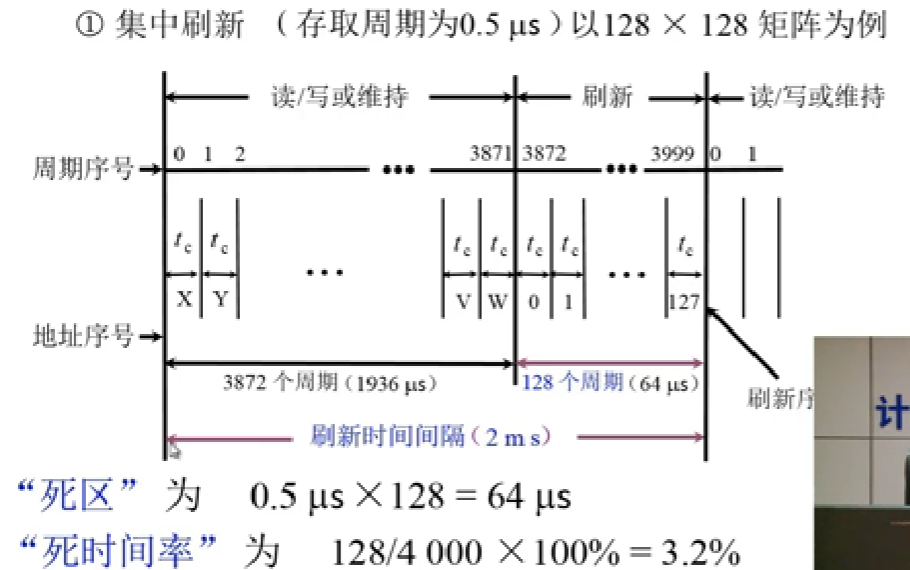 ① 集中刷新 （存取周期为0.5 μs）以128 × 128 矩阵为例
读/写或维持 刷新 读/写或维持
周期序号 0 1 2 ••• 3871 3872 ••• 3999 0 1
tc tc ••• tc tc tc tc ••• tc
X Y V W 0 1 127
地址序号
3872 个周期（1936 μs） 128 个周期（64 μs）
刷新序
计
刷新时间间隔（2 m s）
“死区” 为 0.5 μs × 128 = 64 μs
“死时间率” 为 128/4 000 × 100% = 3.2%